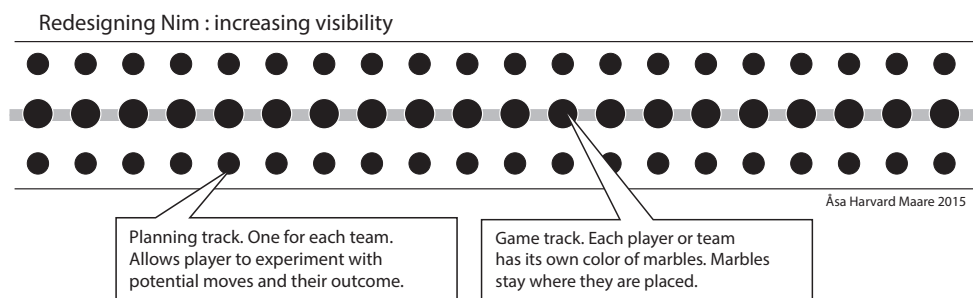 Redesigning Nim : increasing visibility
Åsa Harvard Maare 2015
Planning track. One for each team.
Allows player to experiment with
potential moves and their outcome.
Game track. Each player or team
has its own color of marbles. Marbles
stay where they are placed.